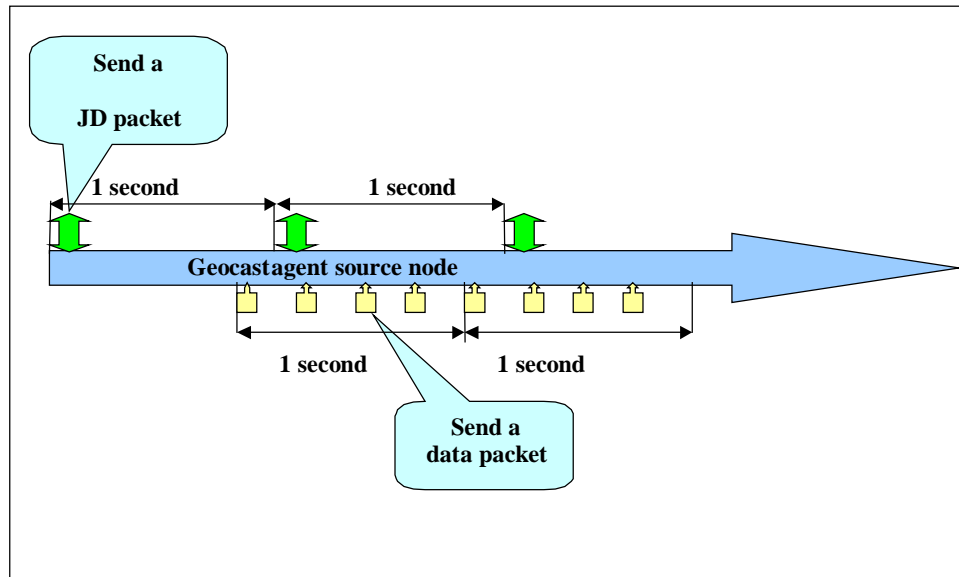 Send a
JD packet
1 second
1 second
Geocastagent source node
1 second
1 second
Send a
data packet